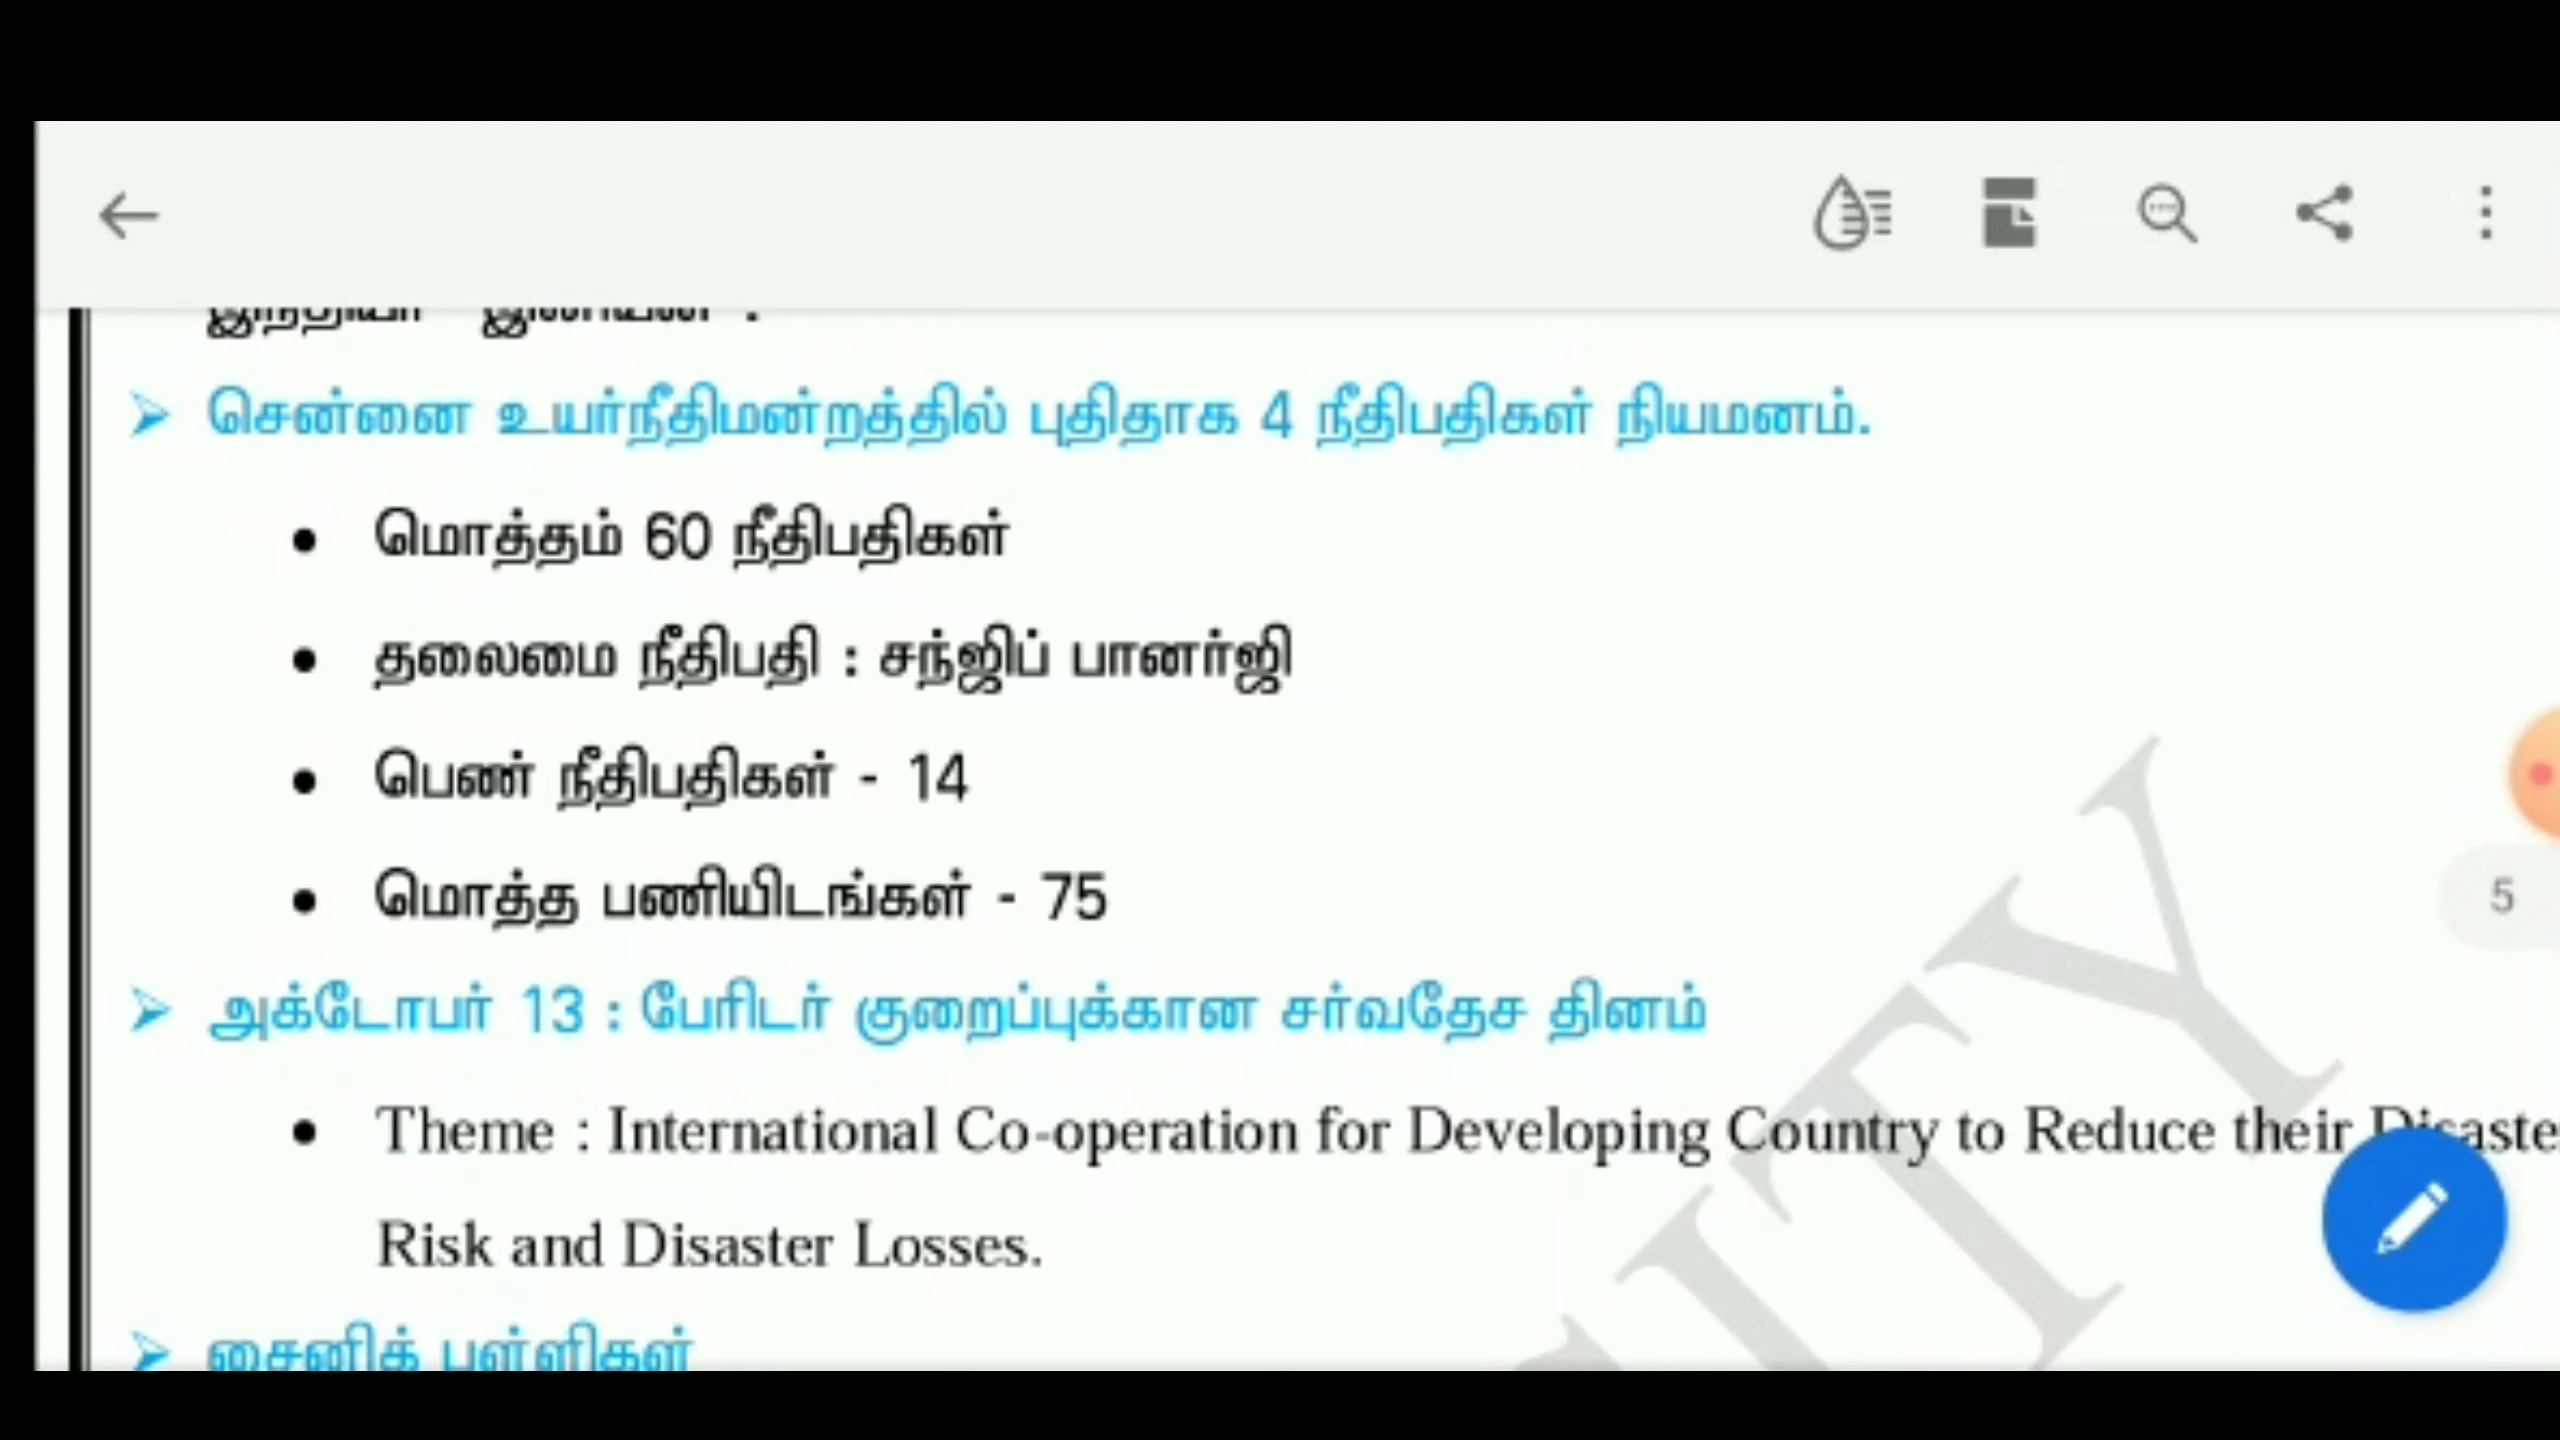 ➢ சென்னை உயர்நீதிமன்றத்தில் புதிதாக 4 நீதிபதிகள் நியமனம்.
• மொத்தம் 60 நீதிபதிகள்
• தலைமை நீதிபதி : சந்ஜிப் பானர்ஜி
• பெண் நீதிபதிகள் - 14
• மொத்த பணியிடங்கள் - 75
5
➢ அக்டோபர் 13 : பேரிடர் குறைப்புக்கான சர்வதேச தினம்
• Theme : International Co-operation for Developing Country to Reduce their
Risk and Disaster Losses.
➢ சைனிக் பள்ளிகள்